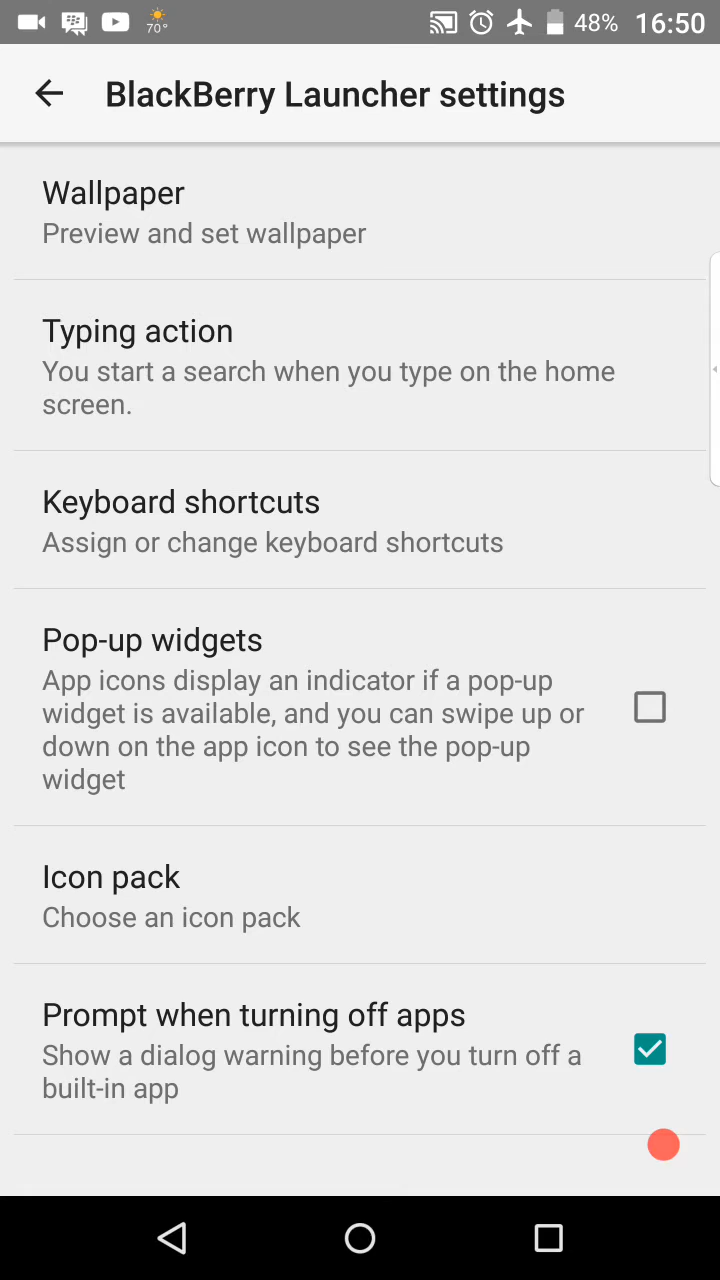 70°
48%
16:50
BlackBerry Launcher settings
Wallpaper
Preview and set wallpaper
Typing action
You start a search when you type on the home
screen.
Keyboard shortcuts
Assign or change keyboard shortcuts
Pop-up widgets
App icons display an indicator if a pop-up
widget is available, and you can swipe up or
down on the app icon to see the pop-up
widget
Icon pack
Choose an icon pack
Prompt when turning off apps
Show a dialog warning before you turn off a
built-in app